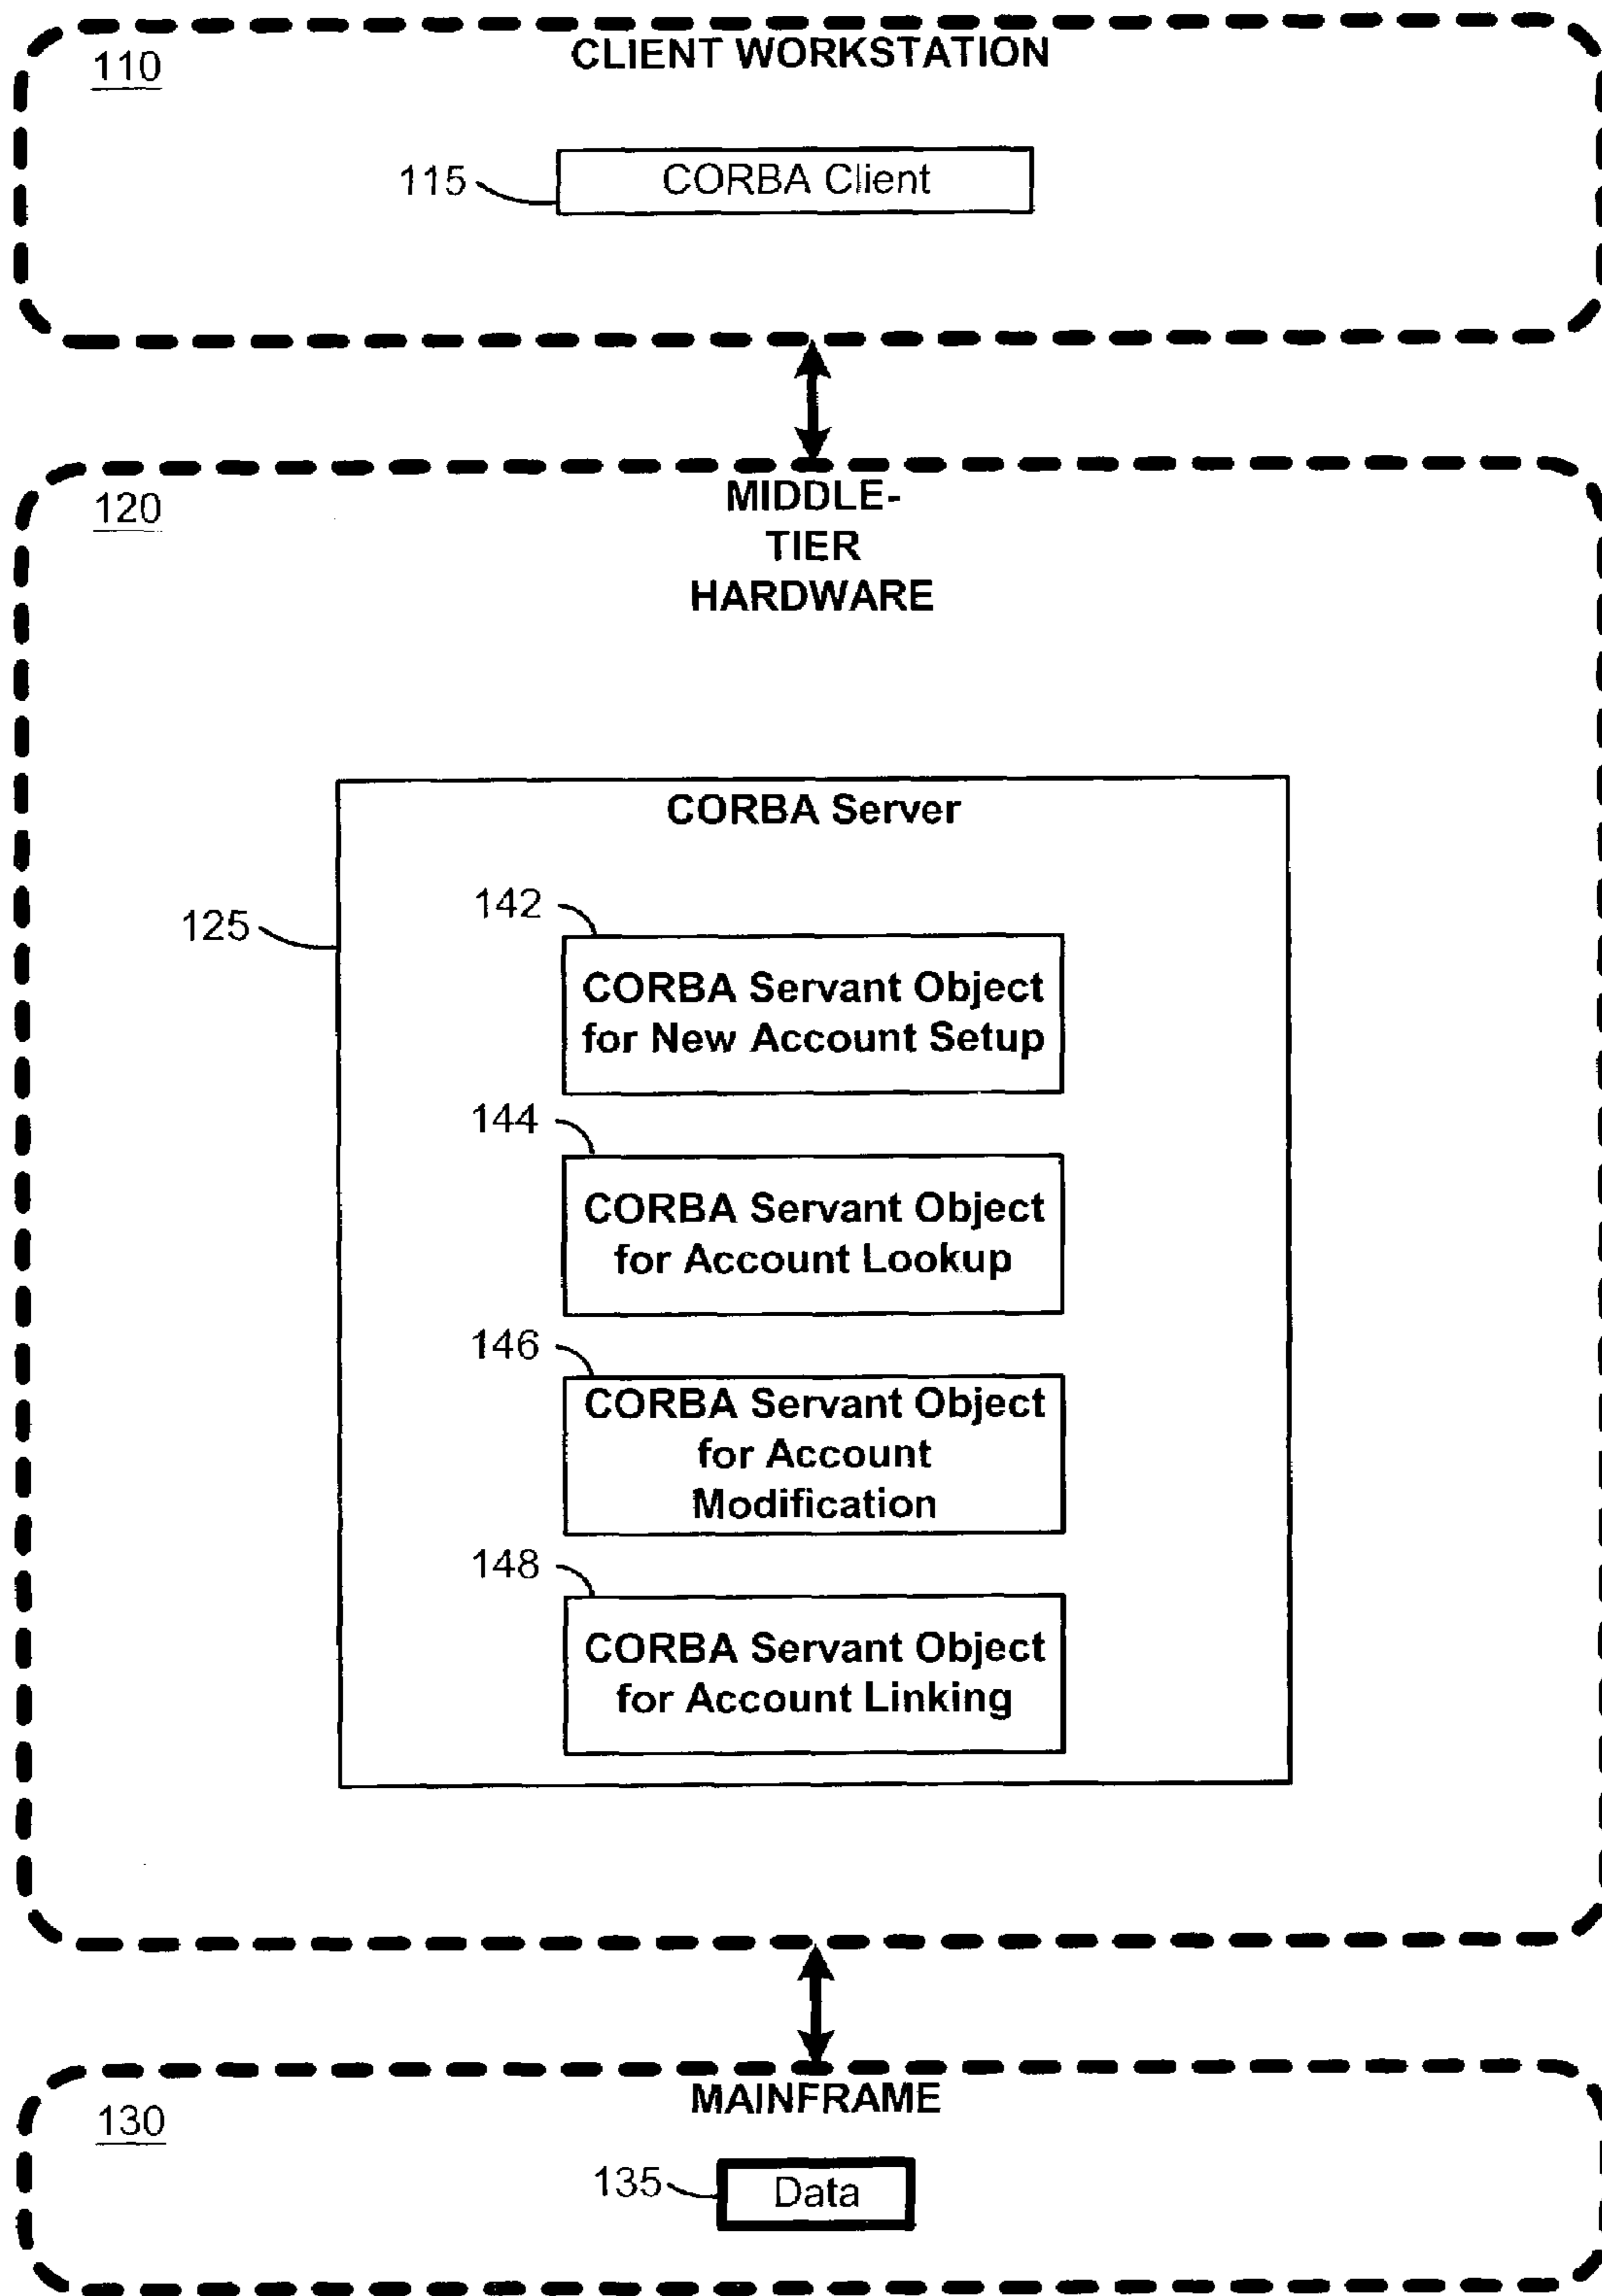 CLIENT WORKSTATION
110
115
CORBA Client
120
MIDDLE-
TIER
HARDWARE
CORBA Server
125
142
CORBA Servant Object
for New Account Setup
144
CORBA Servant Object
for Account Lookup
146
CORBA Servant Object
for Account
Modification
148
CORBA Servant Object
for Account Linking
MAINFRAME
130
135
Data